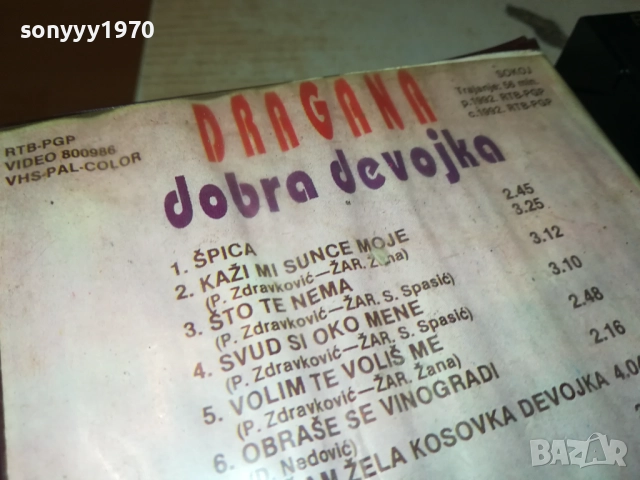 sonyyy1970
RTB-PGP
VIDEO 800986
VHS-PAL-COLOR
DRAGANA
dobra devojka
SOKOJ
Trajanje: 56 min.
p.1992. RTB-PGP
c.1992. RTB-PGP
1. ŠPICA 2.45
2. KAŽI MI SUNCE MOJE 3.25
(P. Zdravković—ŽAR. Žana)
3. ŠTO TE NEMA 3.12
(P. Zdravković—ŽAR. S. Spasić)
4. SVUD SI OKO MENE 3.10
(P. Zdravković—ŽAR. S. Spasić)
5. VOLIM TE VOLIŠ ME 2.48
(P. Zdravković—ŽAR. Žana)
6. OBRAŠE SE VINOGRADI 2.16
Nedović)
ŽELA KOSOVKA DEVOJKA
BAZAR